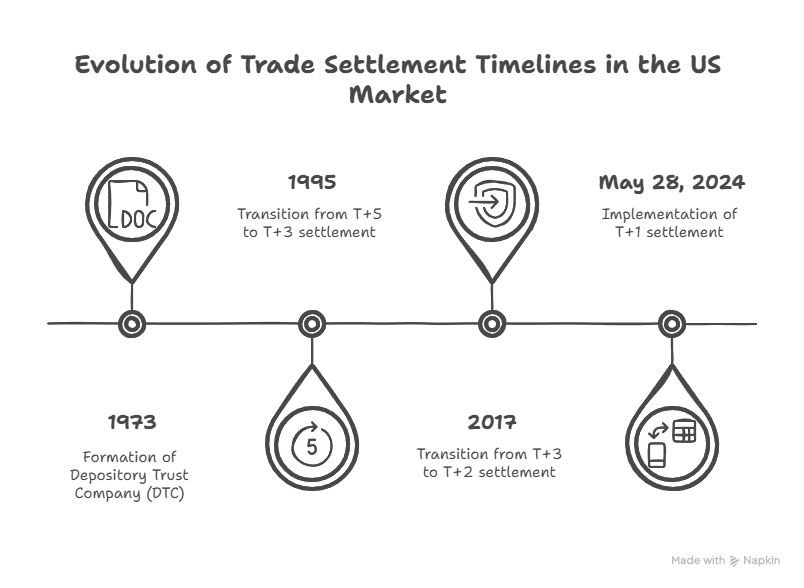 Evolution of Trade Settlement Timelines in the US
Market
DOC
1995
Transition from T+5
to T+3 settlement
May 28, 2024
Implementation of
T+1 settlement
1973
Formation of
Depository Trust
Company (DTC)
5
2017
Transition from T+3
to T+2 settlement
Made with Napkin